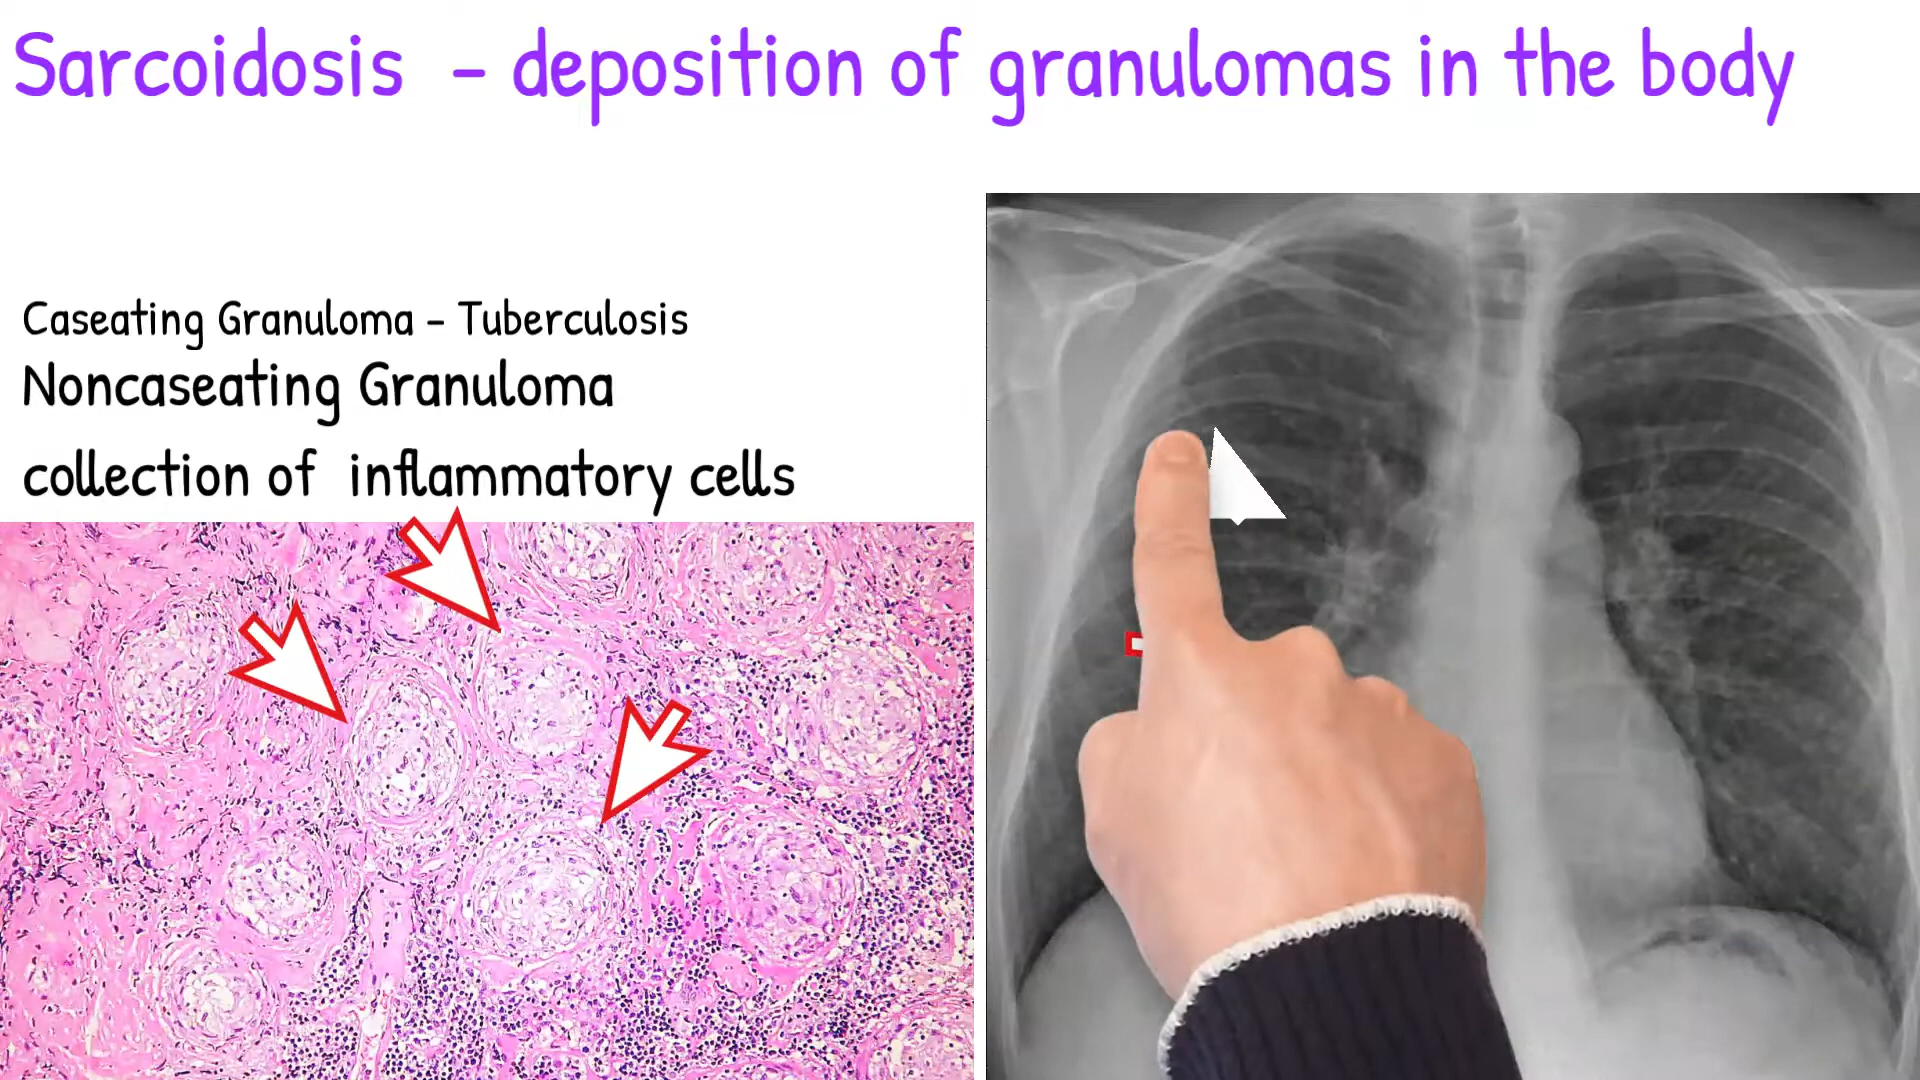 Sarcoidosis - deposition of granulomas in the body
Caseating Granuloma - Tuberculosis
Noncaseating Granuloma
collection of inflammatory cells